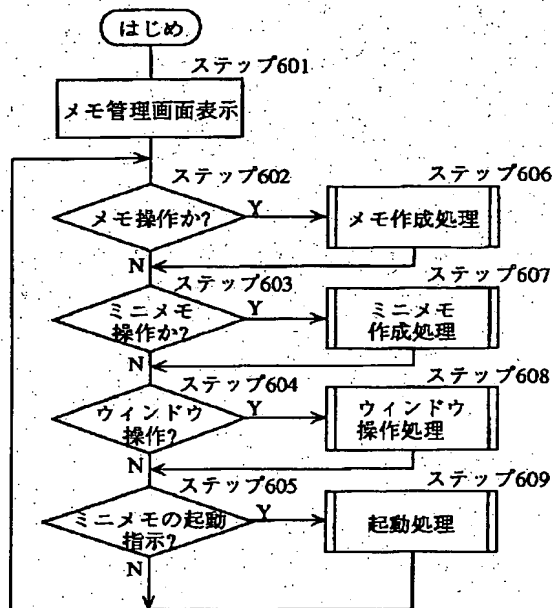 はじめ
ステップ601
メモ管理画面表示
ステップ602
メモ操作か?
Y
N
ステップ606
メモ作成処理
ステップ603
ミニメモ
操作か?
Y
N
ステップ607
ミニメモ
作成処理
ステップ604
ウィンドウ
操作?
Y
N
ステップ608
ウィンドウ
操作処理
ステップ605
ミニメモの起動
指示?
Y
N
ステップ609
起動処理